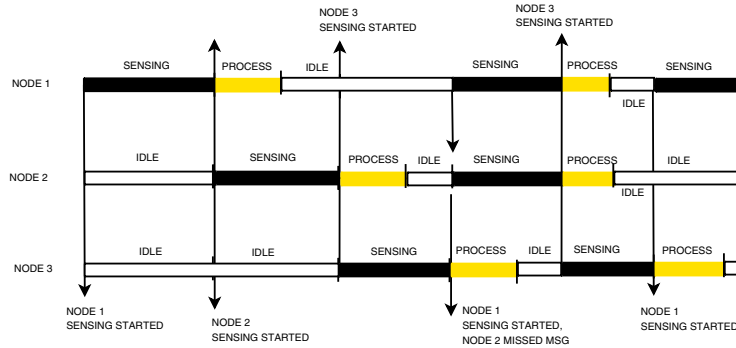 NODE 3
SENSING STARTED
NODE 3
SENSING STARTED
SENSING PROCESS IDLE SENSING PROCESS SENSING
NODE 1
IDLE
IDLE SENSING PROCESS IDLE SENSING PROCESS IDLE
NODE 2
IDLE
IDLE IDLE SENSING PROCESS IDLE SENSING PROCESS
NODE 3
NODE 1
SENSING STARTED
NODE 2
SENSING STARTED
NODE 1
SENSING STARTED,
NODE 2 MISSED MSG
NODE 1
SENSING STARTED